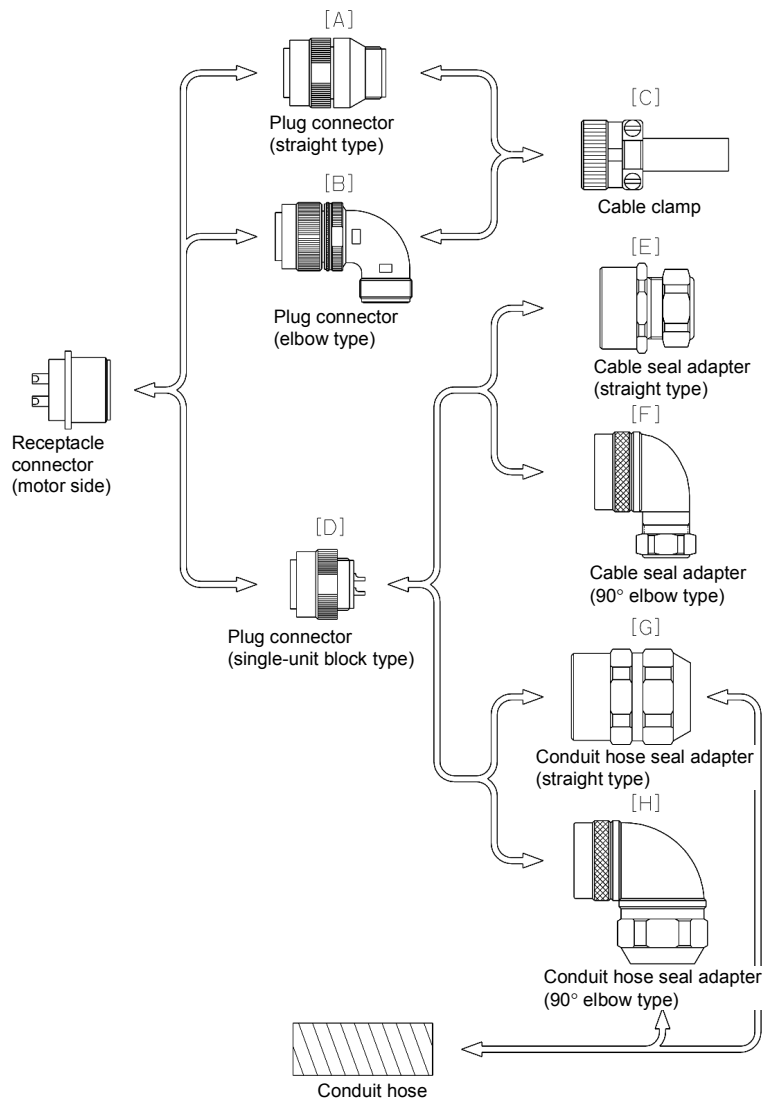 [A]
Plug connector
(straight type)
[C]
Cable clamp
[B]
Plug connector
(elbow type)
[E]
Cable seal adapter
(straight type)
Receptacle
connector
(motor side)
[F]
Cable seal adapter
(90° elbow type)
[D]
Plug connector
(single-unit block type)
[G]
Conduit hose seal adapter
(straight type)
[H]
Conduit hose seal adapter
(90° elbow type)
Conduit hose